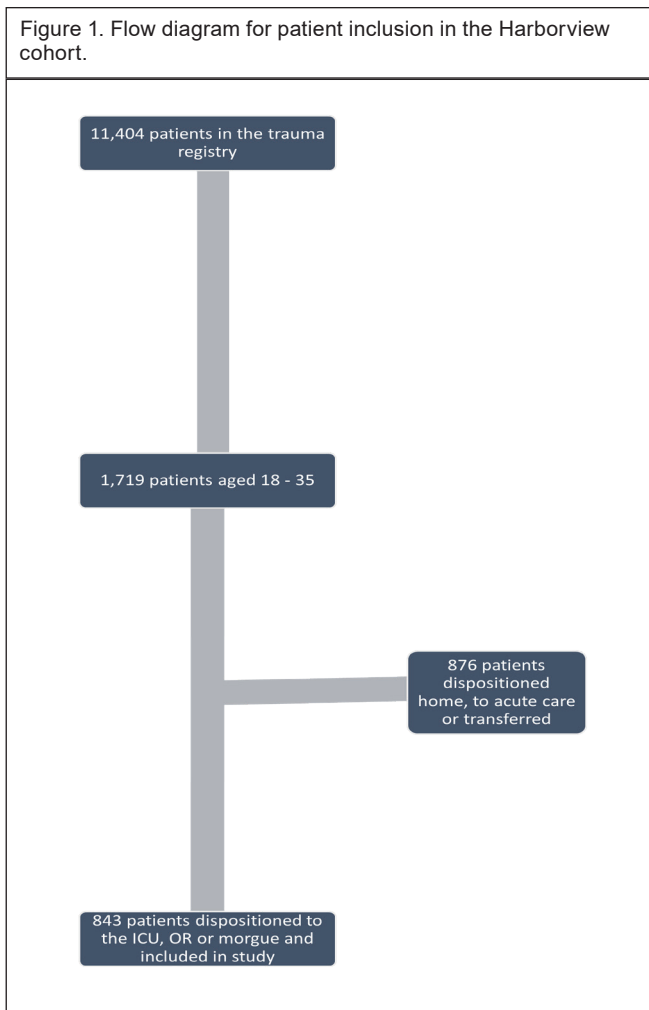 Figure 1. Flow diagram for patient inclusion in the Harborview
cohort.
11,404 patients in the trauma
registry
1,719 patients aged 18 - 35
876 patients
dispositioned
home, to acute care
or transferred
843 patients dispositioned to
the ICU, OR or morgue and
included in study